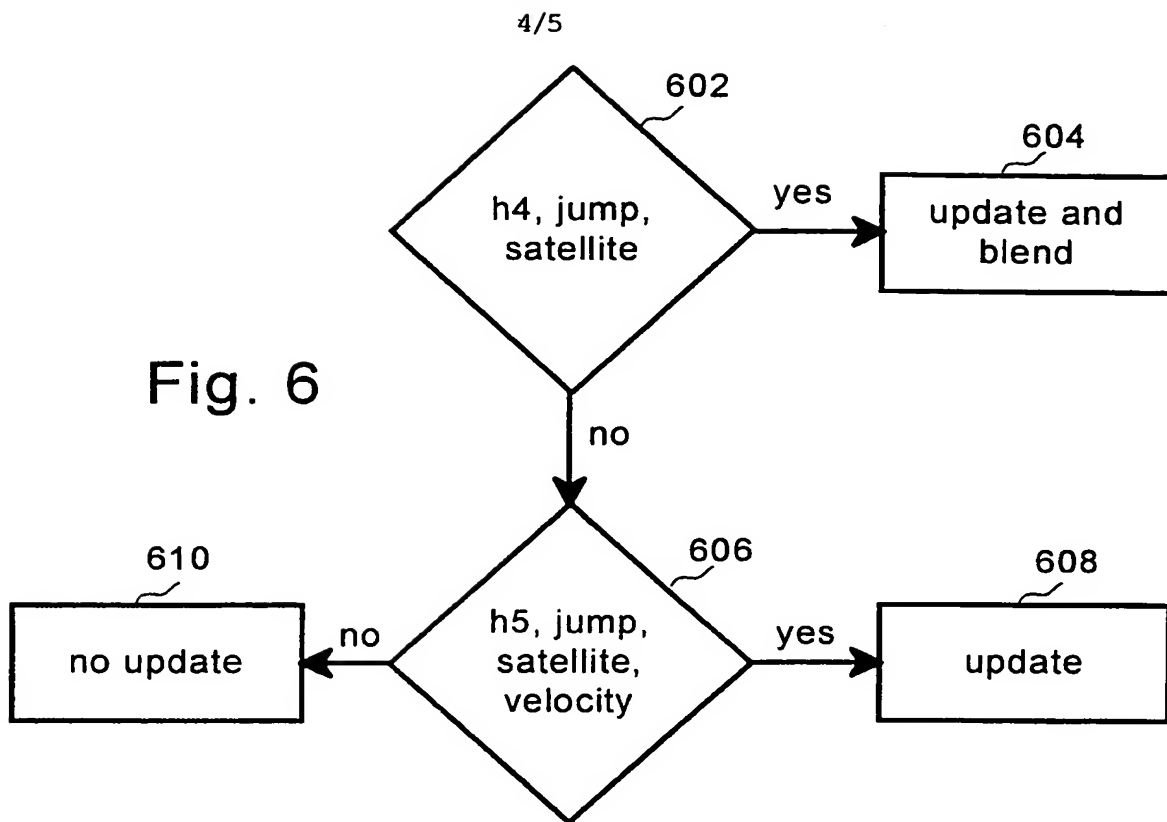 4/5
602
h4, jump,
satellite
yes
604
update and
blend
Fig. 6
no
606
h5, jump,
satellite,
velocity
yes
608
update
no
610
no update